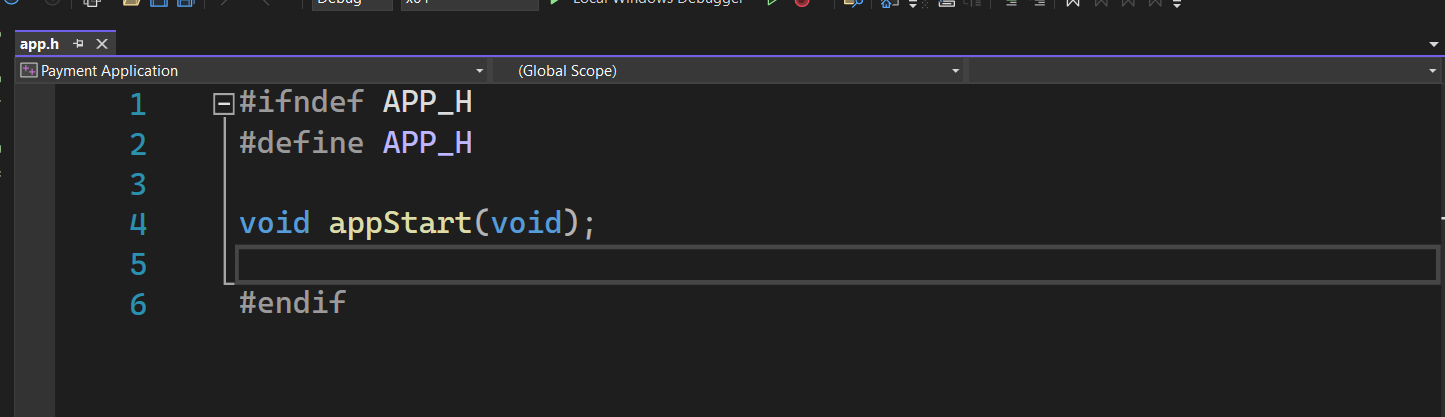 Debug x64 Local Windows Debugger
app.h
Payment Application (Global Scope)
1 #ifndef APP_H
2 #define APP_H
3
4 void appStart(void);
5
6 #endif